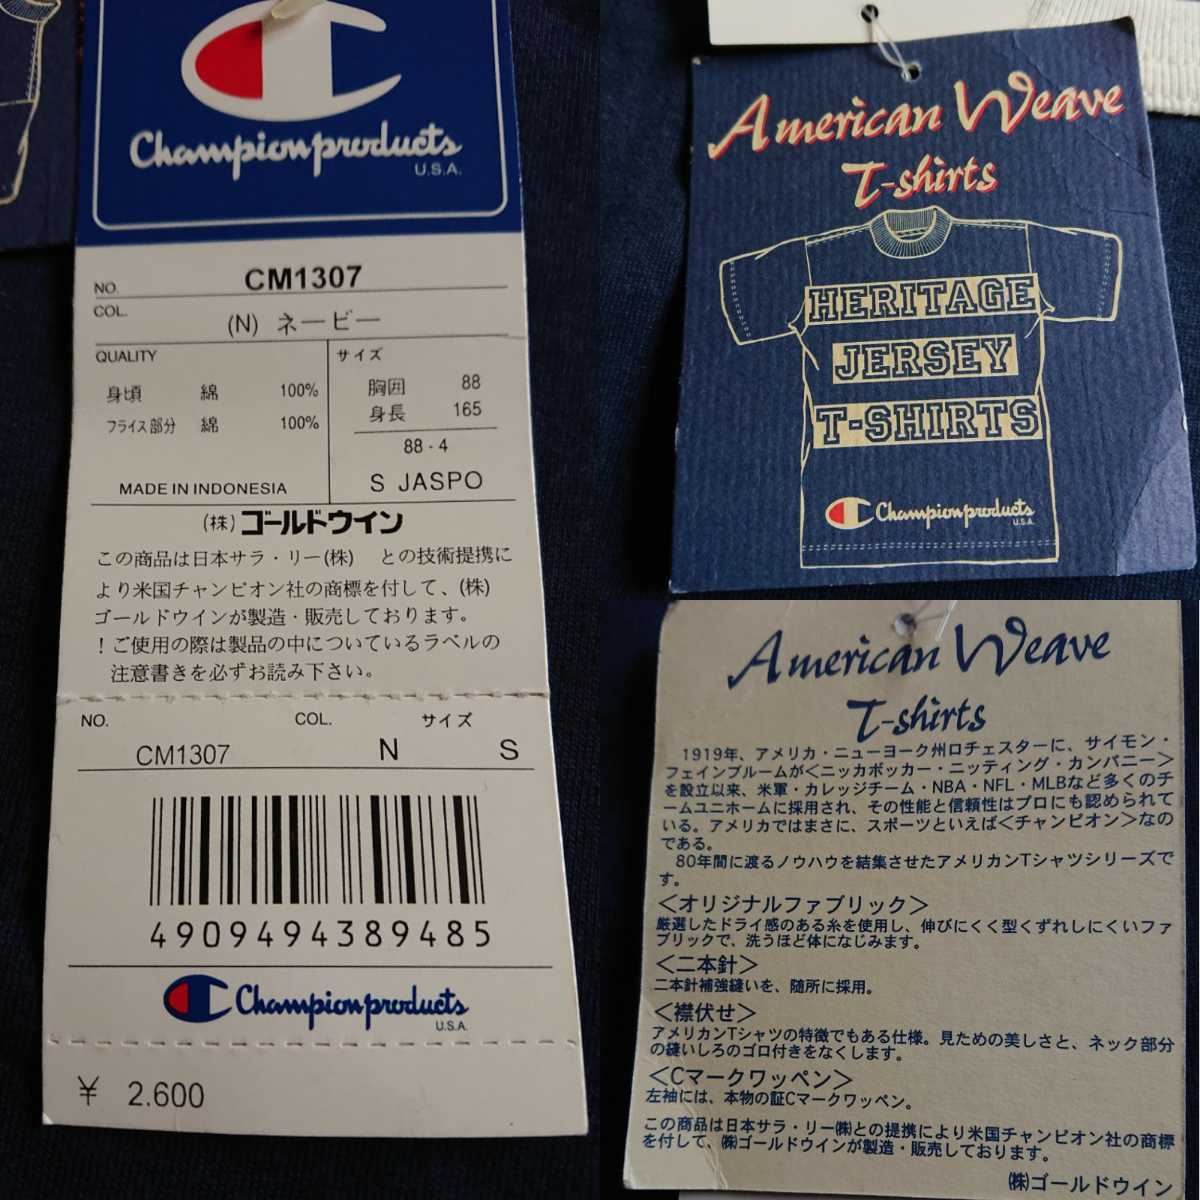 Champion products
U.S.A.
NO. CM1307
COL. (N) ネービー
QUALITY
身頃 綿 100%
フライス部分 綿 100%
MADE IN INDONESIA
サイズ
胸囲 88
身長 165
88 - 4
S JASPO
(株) ゴールドウイン
この商品は日本サラ・リー(株) との技術提携に
より米国チャンピオン社の商標を付して、(株)
ゴールドウインが製造・販売しております。
！ご使用の際は製品の中についているラベルの
注意書きを必ずお読み下さい。
NO. COL. サイズ
CM1307 N S
4909494389485
Champion products
U.S.A.
¥ 2.600
American Weave
T-shirts
HERITAGE
JERSEY
T-SHIRTS
Champion products
U.S.A.
American Weave
T-shirts
1919年、アメリカ・ニューヨーク州ロチェスターに、サイモン・
フェインブルームが<ニッカボッカー・ニッティング・カンパニー>
を設立以来、米軍・カレッジチーム・NBA・NFL・MLBなど多くのチ
ームユニホームに採用され、その性能と信頼性はプロにも認められて
いる。アメリカではまさに、スポーツといえば<チャンピオン>なの
である。
80年間に渡るノウハウを結集させたアメリカンTシャツシリーズで
す。
<オリジナルファブリック>
厳選したドライ感のある糸を使用し、伸びにくく型くずれしにくいファ
ブリックで、洗うほど体になじみます。
<二本針>
二本針補強縫いを、随所に採用。
<襟伏せ>
アメリカンTシャツの特徴でもある仕様。見ための美しさと、ネック部分
の縫いしろのゴロ付きをなくします。
<Cマークワッペン>
左袖には、本物の証Cマークワッペン。
この商品は日本サラ・リー㈱との提携により米国チャンピオン社の商標
を付して、㈱ゴールドウインが製造・販売しております。
㈱ゴールドウイン